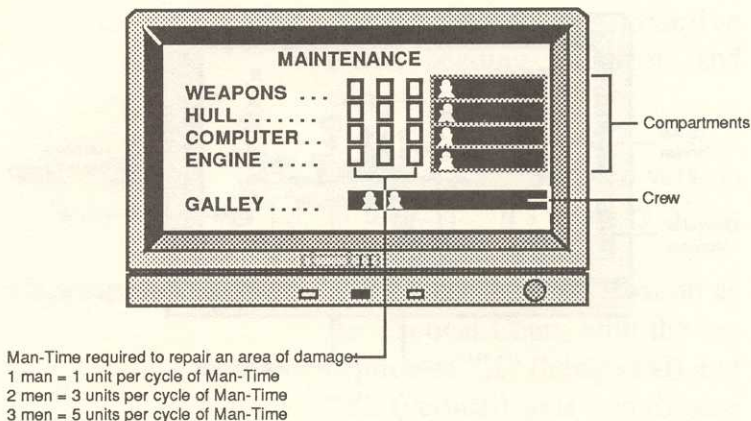 MAINTENANCE
WEAPONS ...
HULL .......
COMPUTER ..
ENGINE .....
GALLEY .....
Compartments
Crew
Man-Time required to repair an area of damage:
1 man = 1 unit per cycle of Man-Time
2 men = 3 units per cycle of Man-Time
3 men = 5 units per cycle of Man-Time